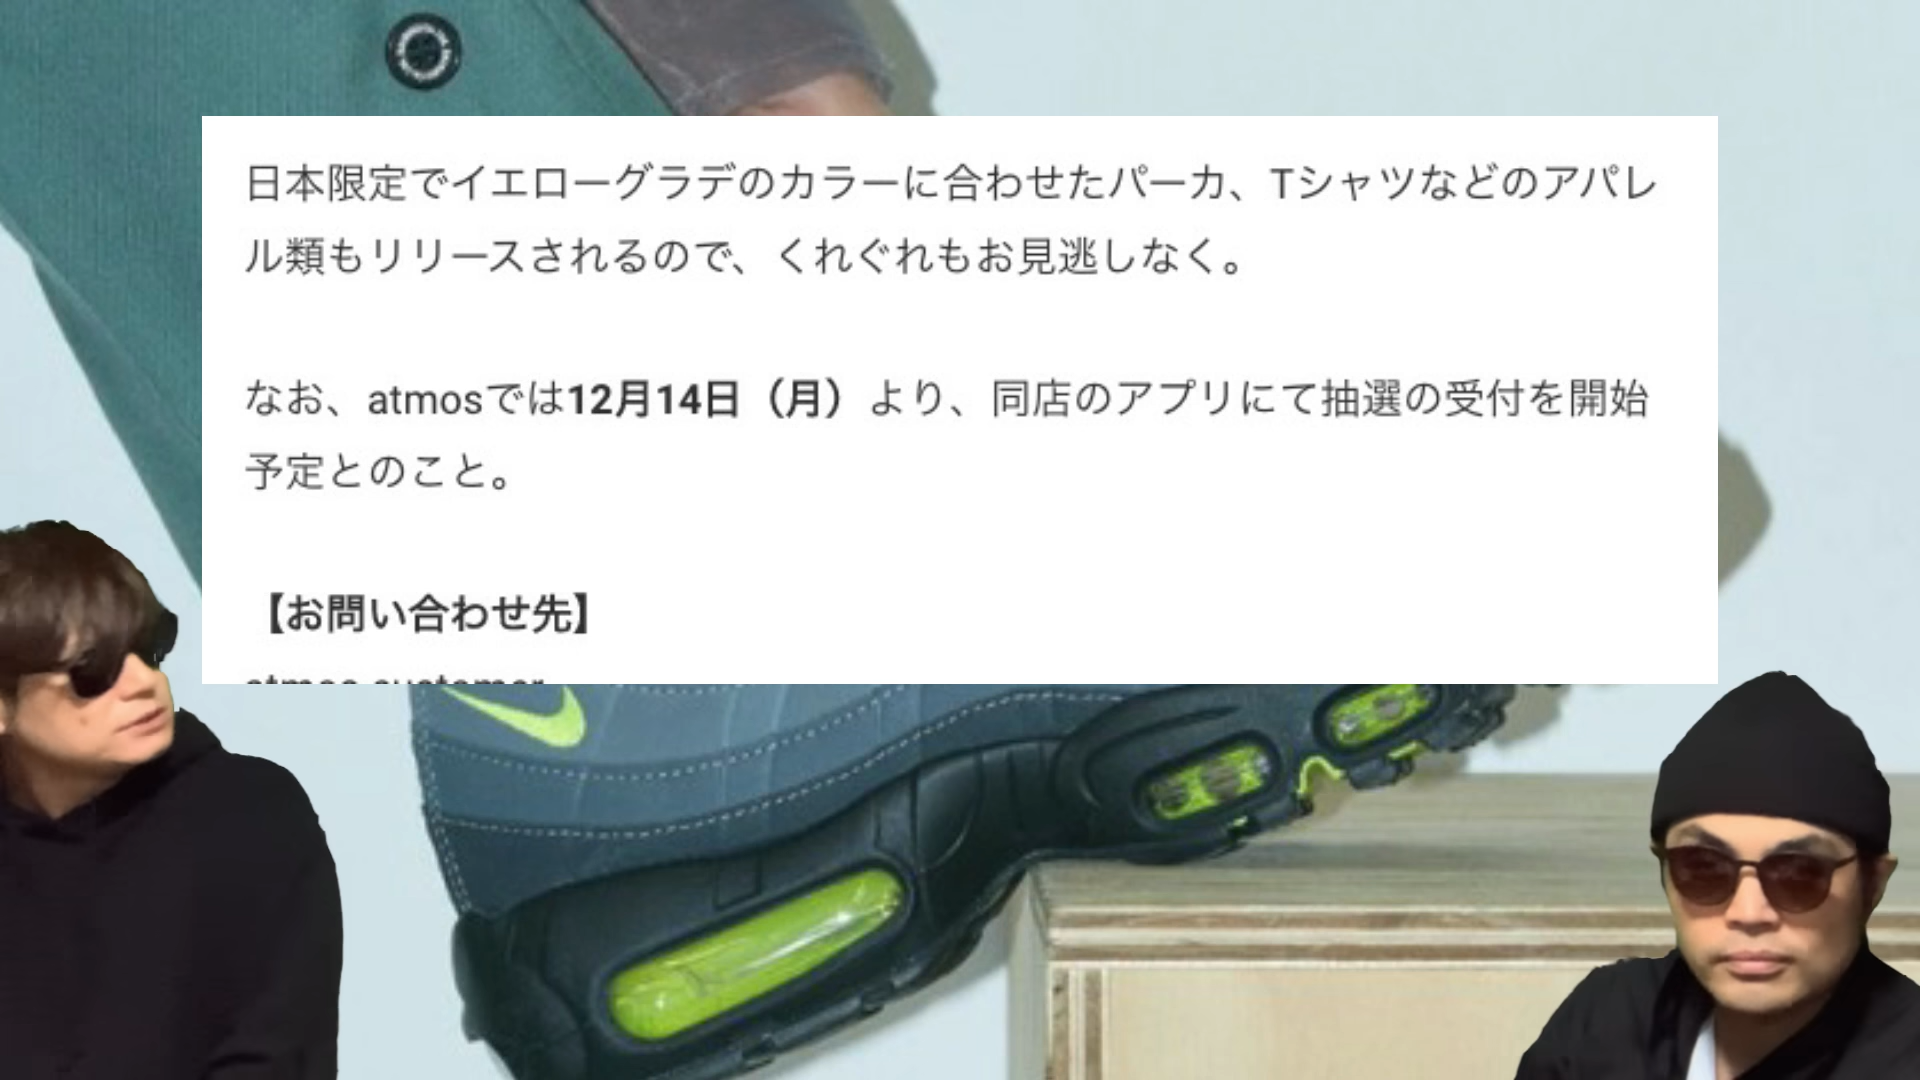 日本限定でイエローグラデのカラーに合わせたパーカ、Tシャツなどのアパレ
ル類もリリースされるので、くれぐれもお見逃しなく。
なお、atmosでは12月14日（月）より、同店のアプリにて抽選の受付を開始
予定とのこと。
【お問い合わせ先】
atmos customer